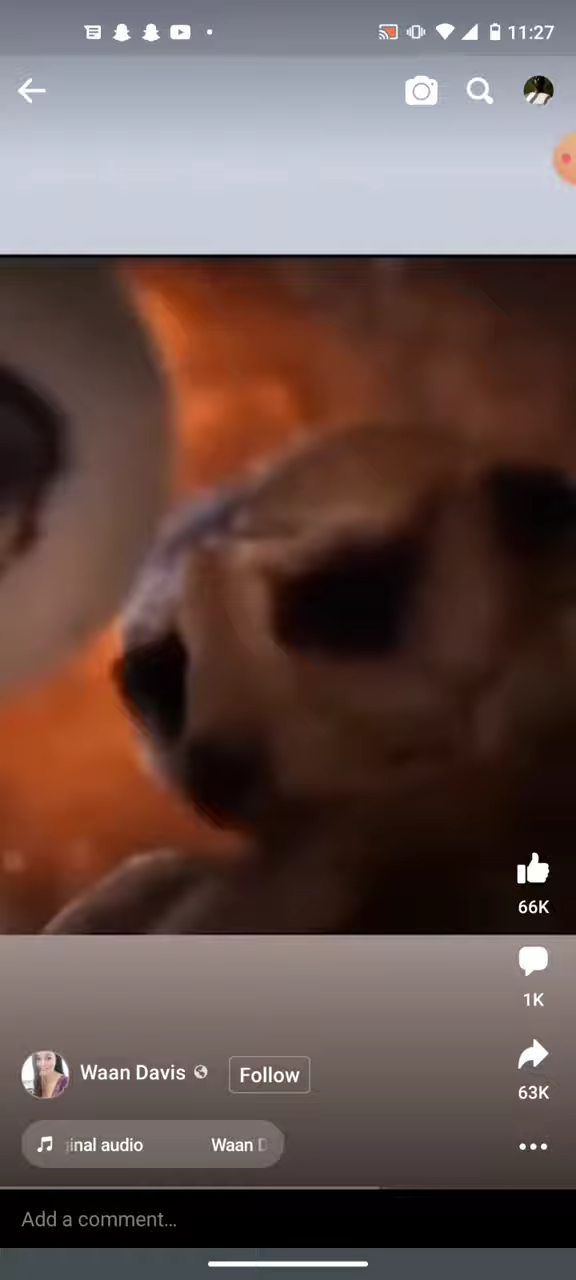 11:27
66K
1K
Waan Davis
Follow
63K
inal audio Waan D
Add a comment...